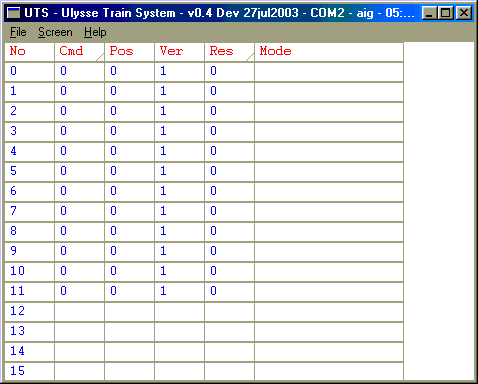 UTS - Ulysse Train System - v0.4 Dev 27jul2003 - COM2 - aig - 05:...
File Screen Help
No Cmd Pos Ver Res Mode
0 0 0 1 0
1 0 0 1 0
2 0 0 1 0
3 0 0 1 0
4 0 0 1 0
5 0 0 1 0
6 0 0 1 0
7 0 0 1 0
8 0 0 1 0
9 0 0 1 0
10 0 0 1 0
11 0 0 1 0
12
13
14
15